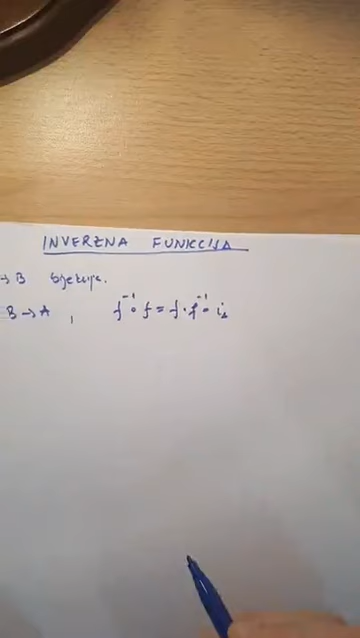 INVERZNA FUNKCIJA
→ B bijekcija.
B → A , f⁻¹∘f = f∘f⁻¹ = i